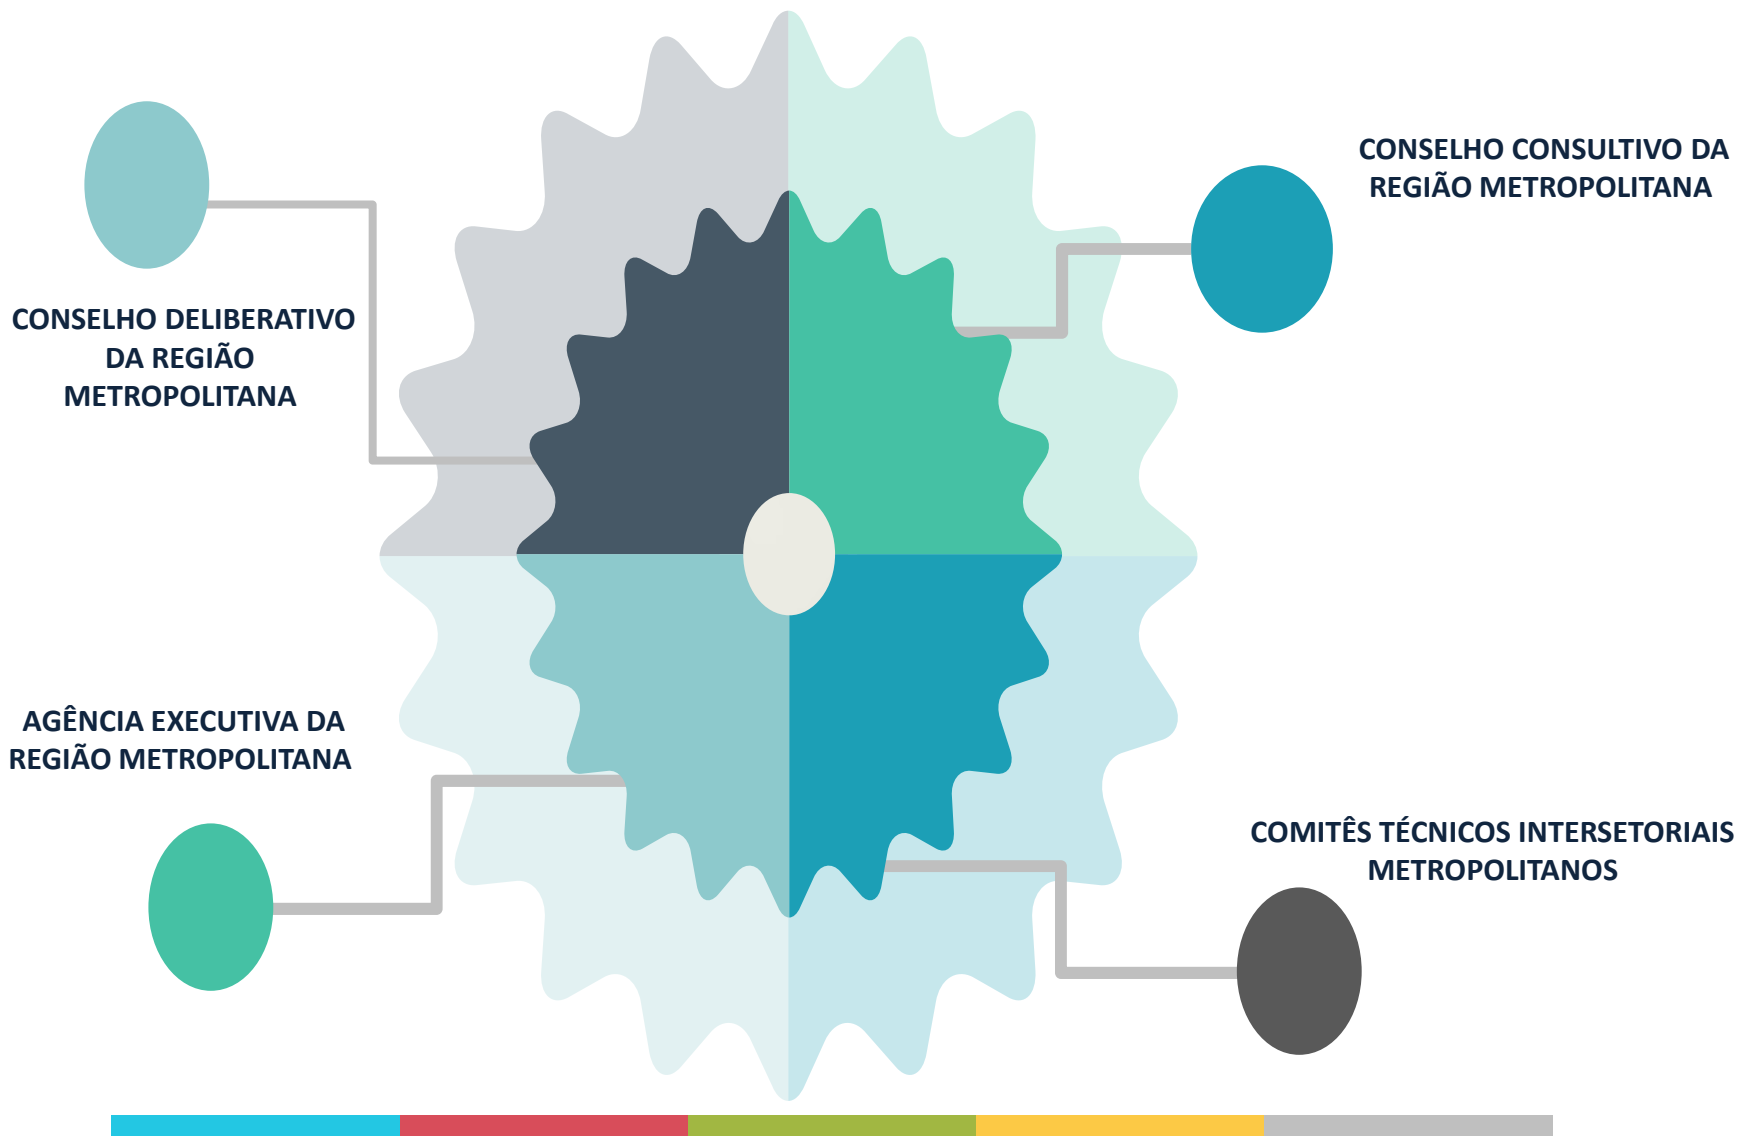 CONSELHO DELIBERATIVO
DA REGIÃO
METROPOLITANA
CONSELHO CONSULTIVO DA
REGIÃO METROPOLITANA
AGÊNCIA EXECUTIVA DA
REGIÃO METROPOLITANA
COMITÊS TÉCNICOS INTERSETORIAIS
METROPOLITANOS